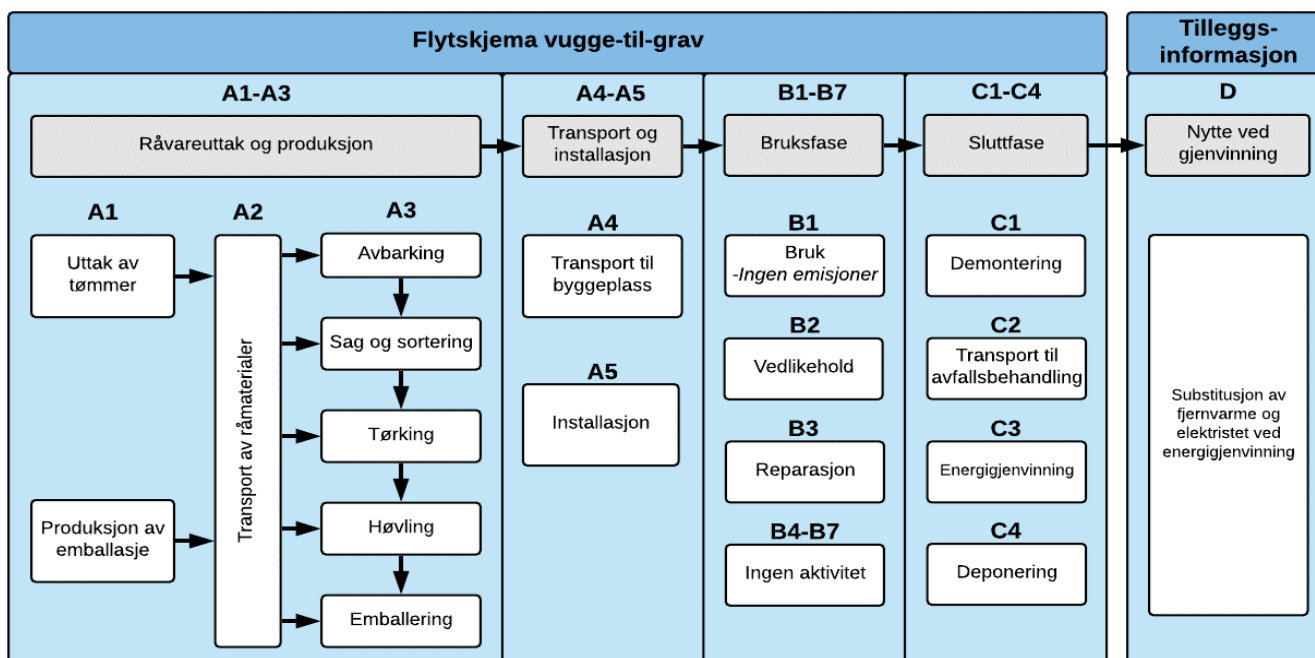 Flytskjema vugge-til-grav
Tilleggs-
informasjon
A1-A3
A4-A5
B1-B7
C1-C4
D
Råvareuttak og produksjon
Transport og
installasjon
Bruksfase
Sluttfase
Nytte ved
gjenvinning
A1
Uttak av
tømmer
Produksjon av
emballasje
A2
Transport av råmaterialer
A3
Avbarking
Sag og sortering
Tørking
Høvling
Emballering
A4
Transport til
byggeplass
A5
Installasjon
B1
Bruk
-Ingen emisjoner
B2
Vedlikehold
B3
Reparasjon
B4-B7
Ingen aktivitet
C1
Demontering
C2
Transport til
avfallsbehandling
C3
Energigjenvinning
C4
Deponering
Substitusjon av
fjernvarme og
elektristet ved
energigjenvinning